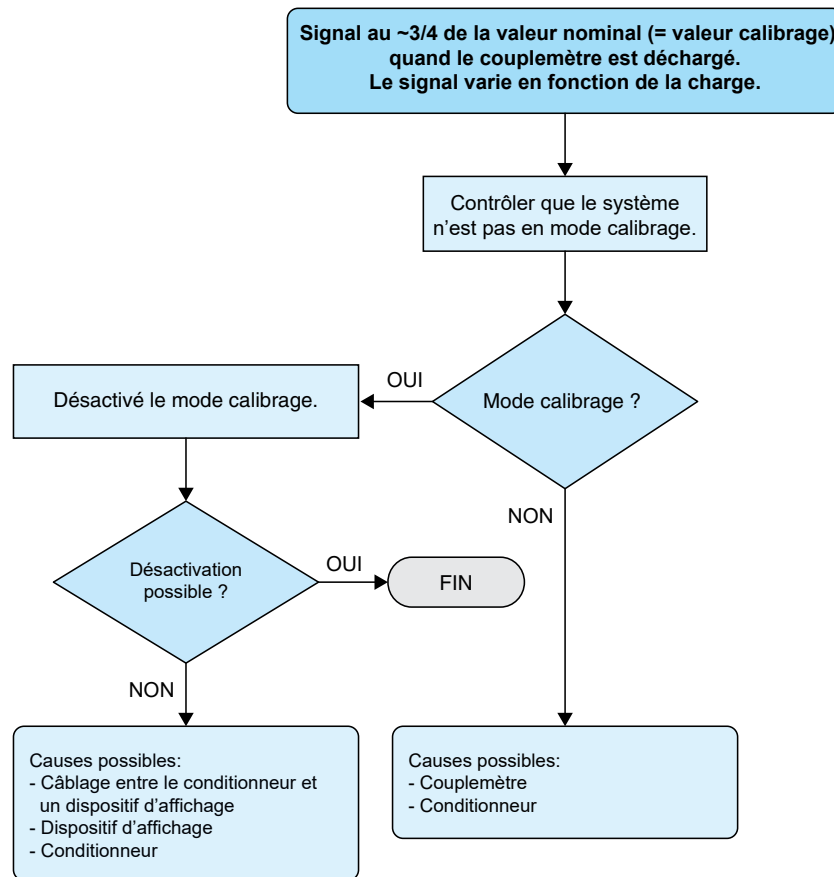 Signal au ~3/4 de la valeur nominal (= valeur calibrage)
quand le couplemètre est déchargé.
Le signal varie en fonction de la charge.
Contrôler que le système
n'est pas en mode calibrage.
Mode calibrage ?
OUI
Désactivé le mode calibrage.
NON
Désactivation
possible ?
OUI
FIN
NON
Causes possibles:
- Câblage entre le conditionneur et
un dispositif d'affichage
- Dispositif d'affichage
- Conditionneur
Causes possibles:
- Couplemètre
- Conditionneur